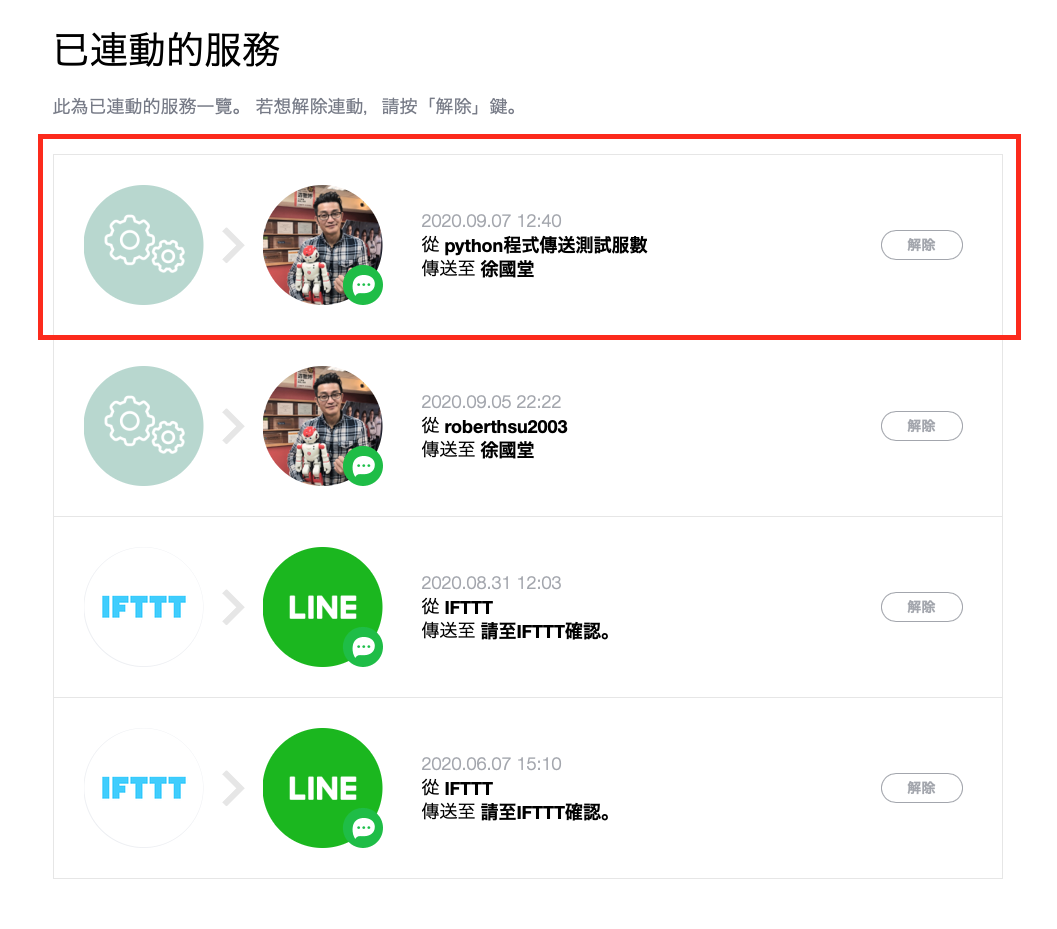 已連動的服務
此為已連動的服務一覽。 若想解除連動, 請按「解除」鍵。
2020.09.07 12:40
從 python程式傳送測試服數
傳送至 徐國堂
解除
2020.09.05 22:22
從 roberthsu2003
傳送至 徐國堂
解除
IFTTT
LINE
2020.08.31 12:03
從 IFTTT
傳送至 請至IFTTT確認。
解除
IFTTT
LINE
2020.06.07 15:10
從 IFTTT
傳送至 請至IFTTT確認。
解除